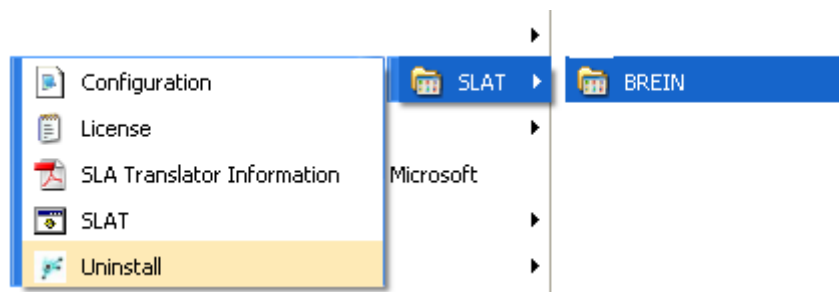 Configuration
License
SLA Translator Information
SLAT
Uninstall
SLAT
Microsoft
BREIN